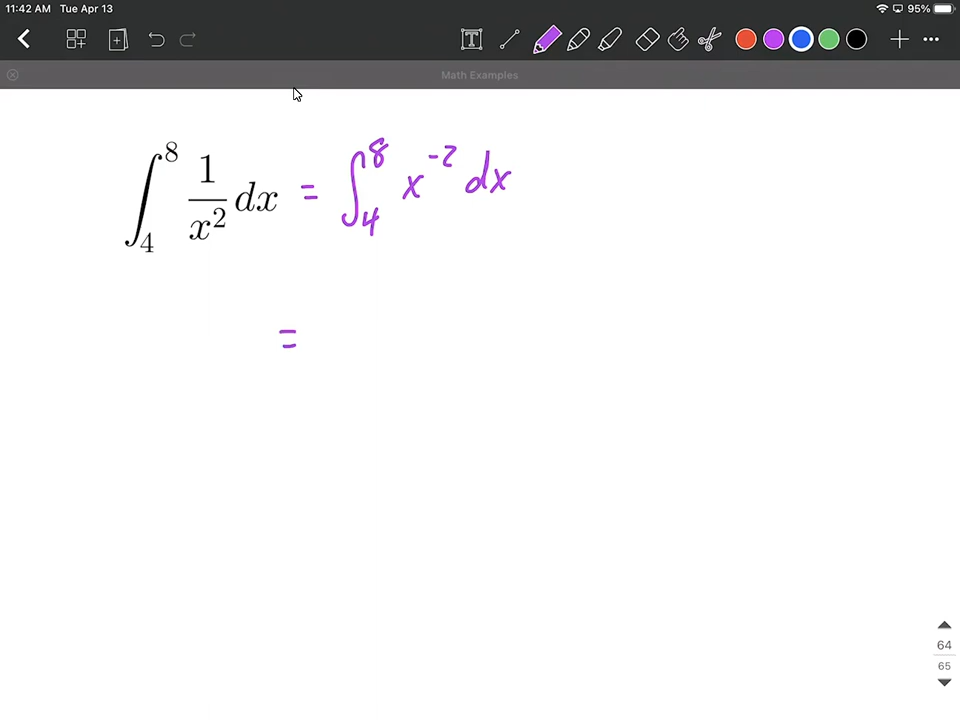 11:42 AM Tue Apr 13 95%
T
Math Examples
∫₄⁸ 1/x² dx = ∫₄⁸ x⁻² dx
=
64
65